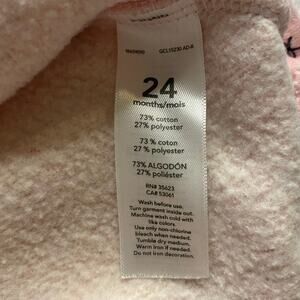 GCL15230 AD-R
24
months/mois
73% cotton
27% polyester
73 % coton
27 % polyester
73% ALGODÓN
27% poliéster
RN# 35623
CA# 53061
Wash before use.
Turn garment inside out.
Machine wash cold with
like colors.
Use only non-chlorine
bleach when needed.
Tumble dry medium.
Warm iron if needed.
Do not iron decoration.